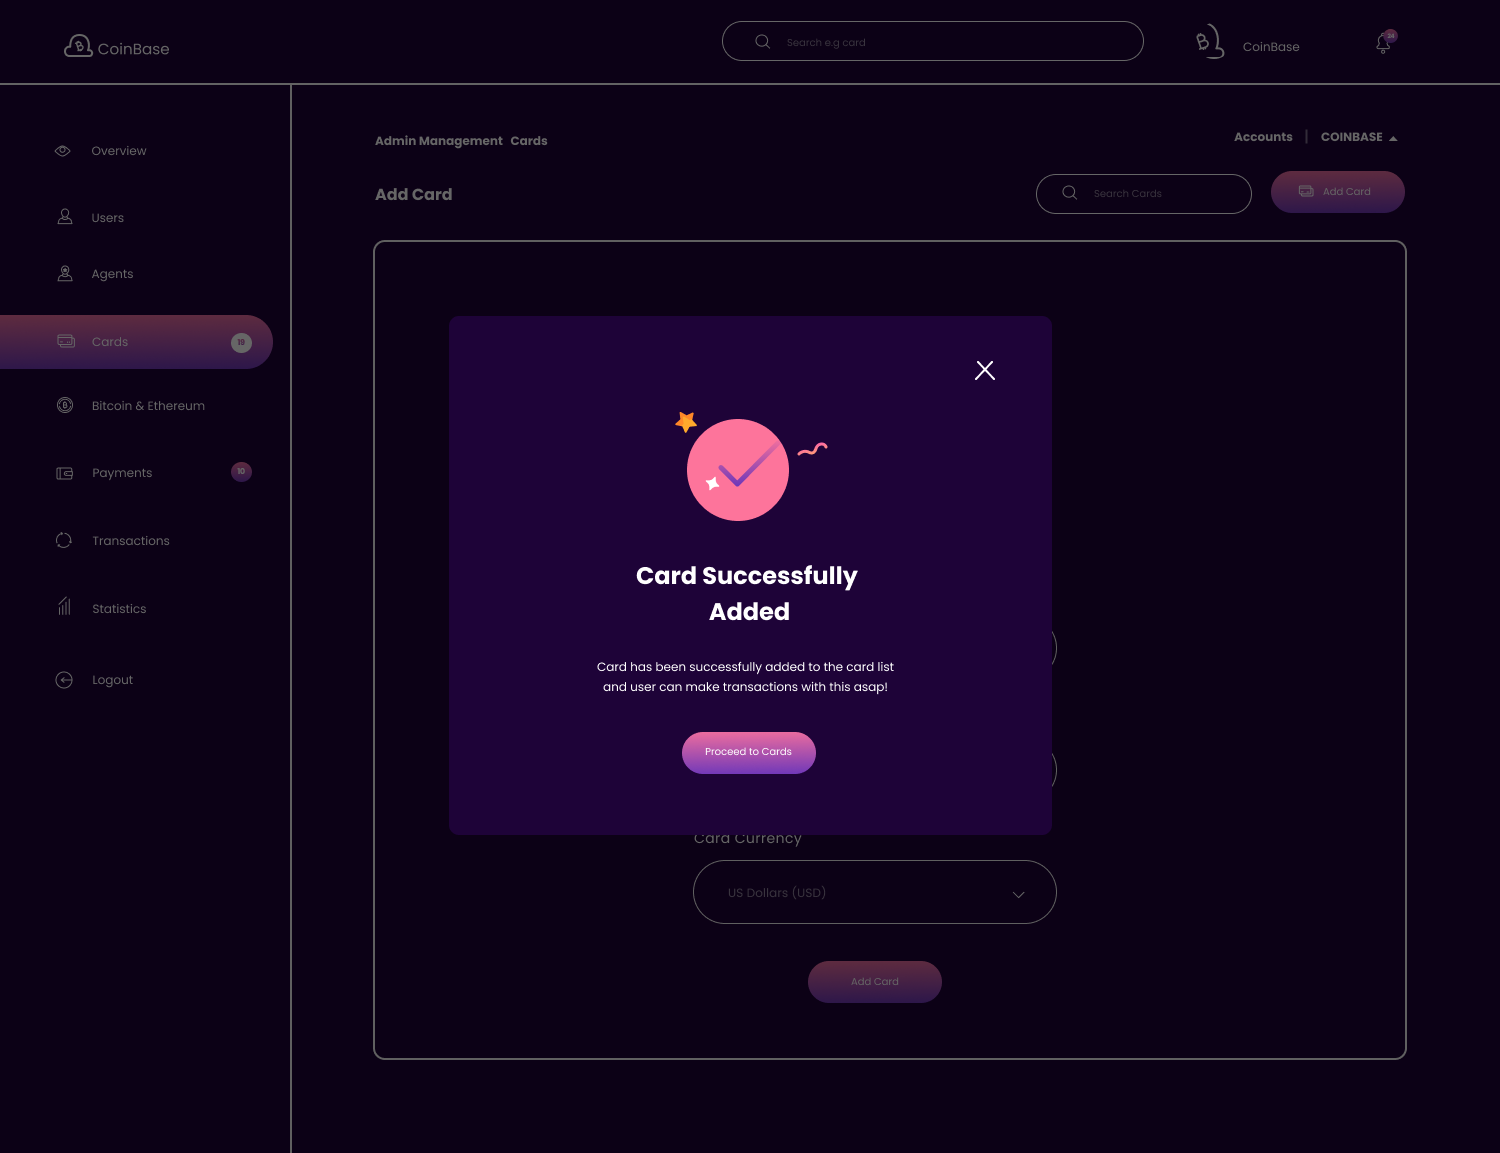 CoinBase
Search e.g card
CoinBase
34
Overview
Users
Agents
Cards
19
Bitcoin & Ethereum
Payments
10
Transactions
Statistics
Logout
Admin Management Cards
Accounts | COINBASE
Add Card
Search Cards
Add Card
Card Successfully
Added
Card has been successfully added to the card list
and user can make transactions with this asap!
Proceed to Cards
Card Currency
US Dollars (USD)
Add Card